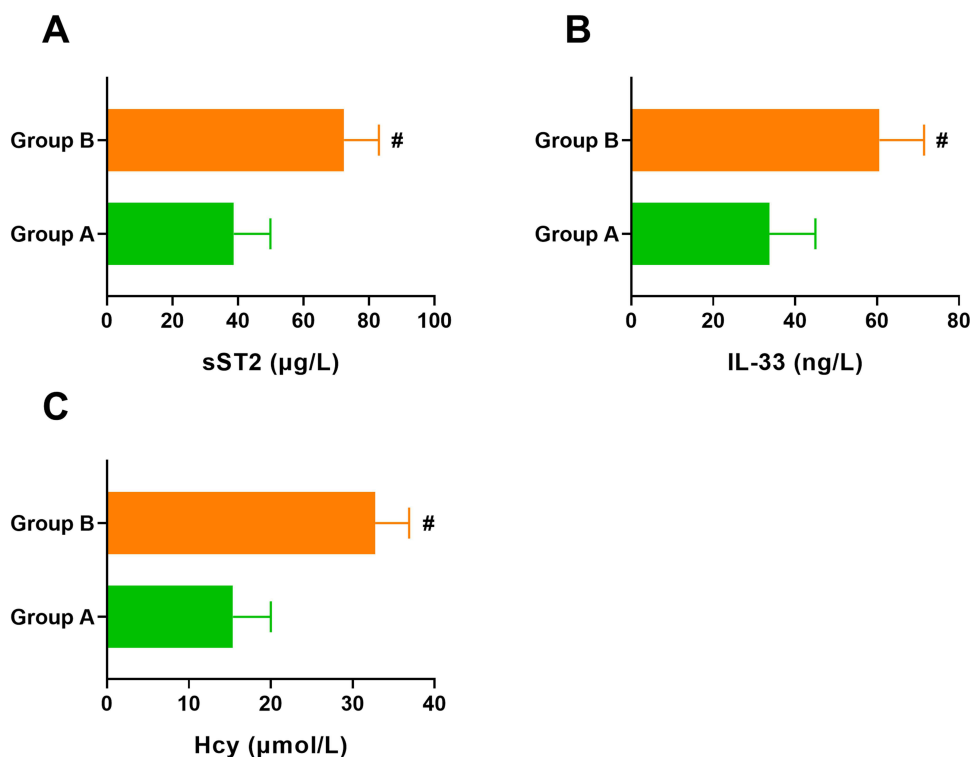 A
Group B
#
Group A
0 20 40 60 80 100
sST2 (µg/L)
B
Group B
#
Group A
0 20 40 60 80
IL-33 (ng/L)
C
Group B
#
Group A
0 10 20 30 40
Hcy (µmol/L)